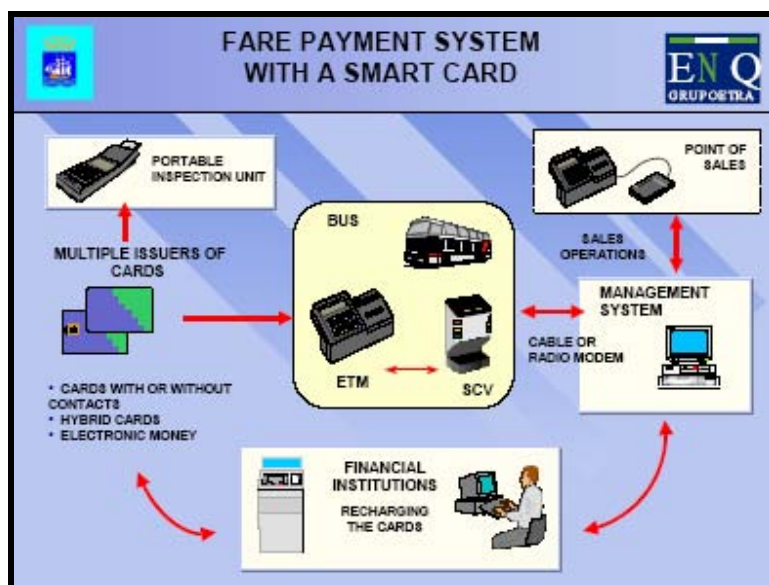 FARE PAYMENT SYSTEM
WITH A SMART CARD
EN Q
GRUPOETRA
PORTABLE
INSPECTION UNIT
POINT OF
SALES
BUS
MULTIPLE ISSUERS OF
CARDS
SALES
OPERATIONS
MANAGEMENT
SYSTEM
CABLE OR
RADIO MODEM
ETM
SCV
• CARDS WITH OR WITHOUT
CONTACTS
• HYBRID CARDS
• ELECTRONIC MONEY
FINANCIAL
INSTITUTIONS
RECHARGING
THE CARDS